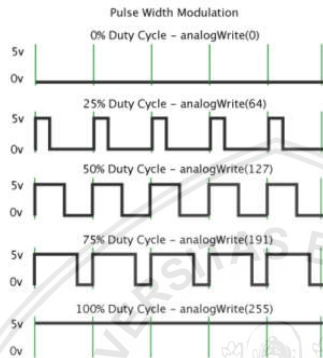 Pulse Width Modulation
0% Duty Cycle – analogWrite(0)
5v
0v
25% Duty Cycle – analogWrite(64)
5v
0v
50% Duty Cycle – analogWrite(127)
5v
0v
75% Duty Cycle – analogWrite(191)
5v
0v
100% Duty Cycle – analogWrite(255)
5v
0v